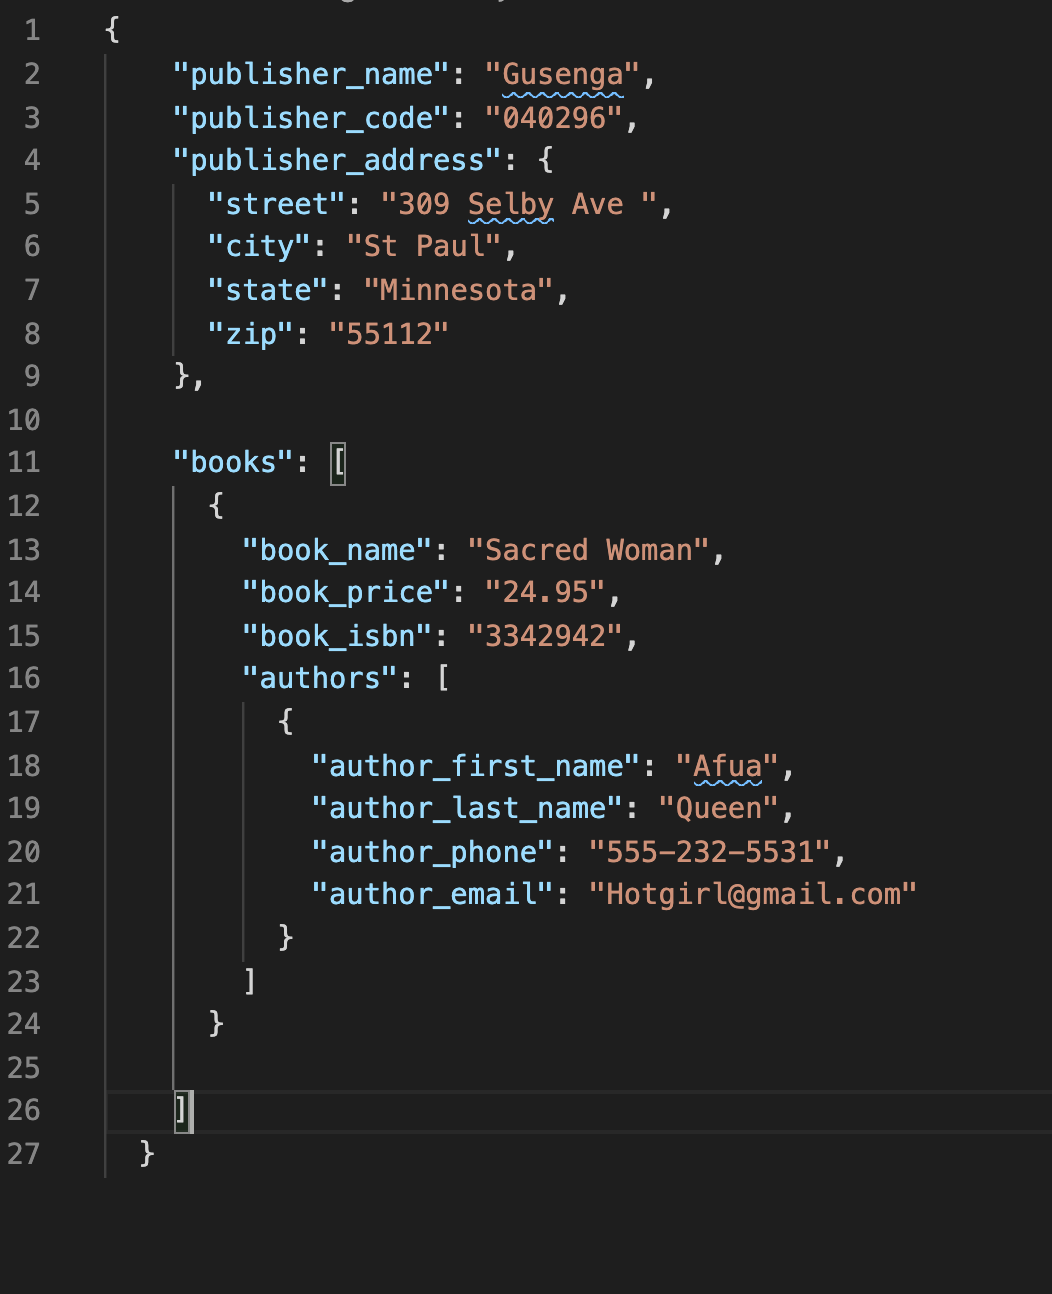 1 {
2 "publisher_name": "Gusenga",
3 "publisher_code": "040296",
4 "publisher_address": {
5 "street": "309 Selby Ave ",
6 "city": "St Paul",
7 "state": "Minnesota",
8 "zip": "55112"
9 },
10
11 "books": [
12 {
13 "book_name": "Sacred Woman",
14 "book_price": "24.95",
15 "book_isbn": "3342942",
16 "authors": [
17 {
18 "author_first_name": "Afua",
19 "author_last_name": "Queen",
20 "author_phone": "555-232-5531",
21 "author_email": "Hotgirl@gmail.com"
22 }
23 ]
24 }
25
26 ]
27 }